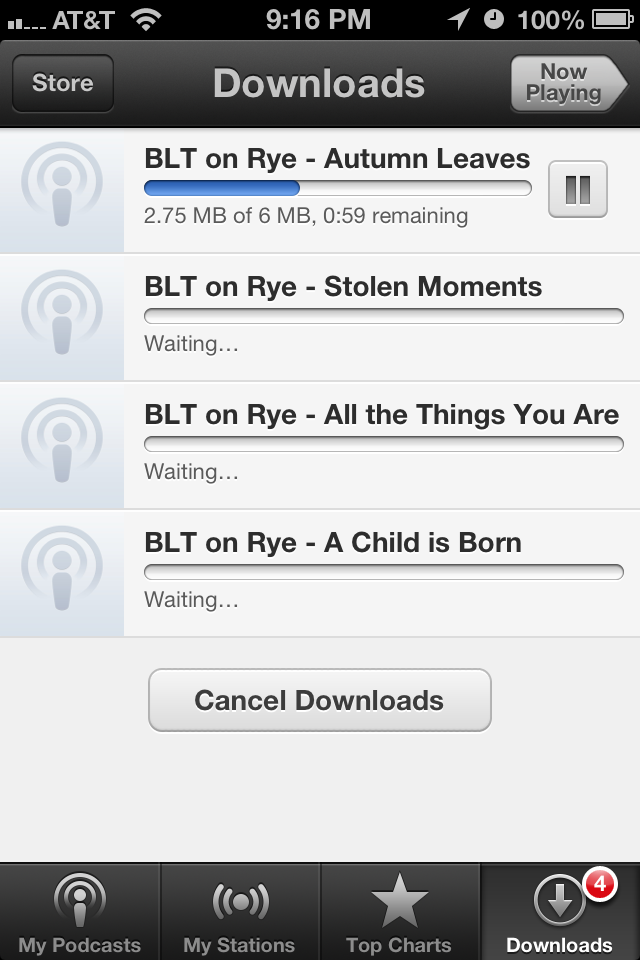 AT&T 9:16 PM 100%
Store Downloads Now Playing
BLT on Rye - Autumn Leaves
2.75 MB of 6 MB, 0:59 remaining
BLT on Rye - Stolen Moments
Waiting...
BLT on Rye - All the Things You Are
Waiting...
BLT on Rye - A Child is Born
Waiting...
Cancel Downloads
4
My Podcasts My Stations Top Charts Downloads